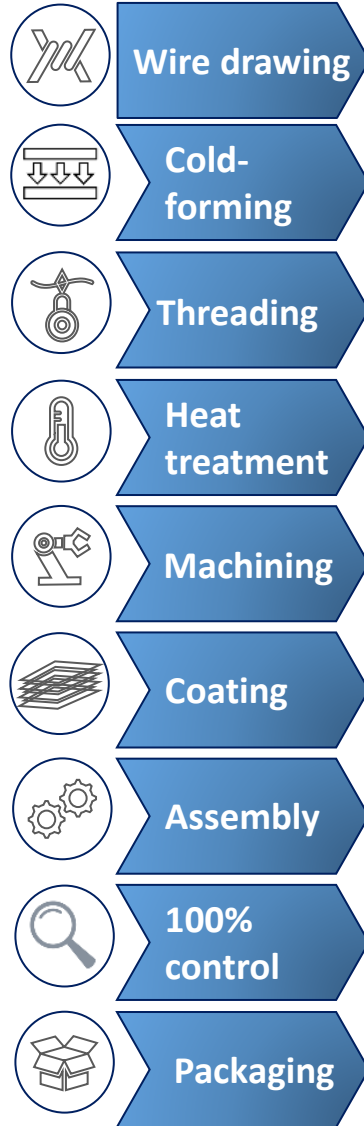 Wire drawing
Cold-
forming
Threading
Heat
treatment
Machining
Coating
Assembly
100%
control
Packaging